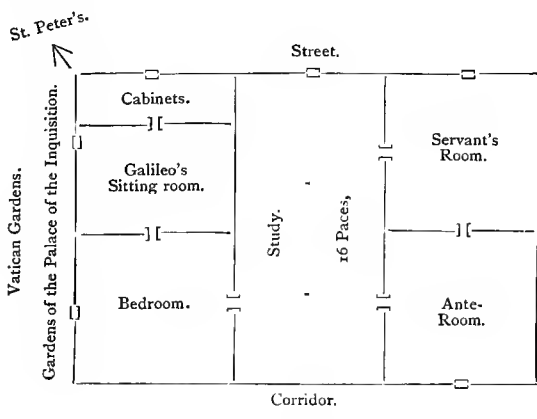 St. Peter's.
Street.
Vatican Gardens.
Gardens of the Palace of the Inquisition.
Cabinets.
Galileo's
Sitting room.
Bedroom.
Study.
16 Paces,
Servant's
Room.
Ante-
Room.
Corridor.